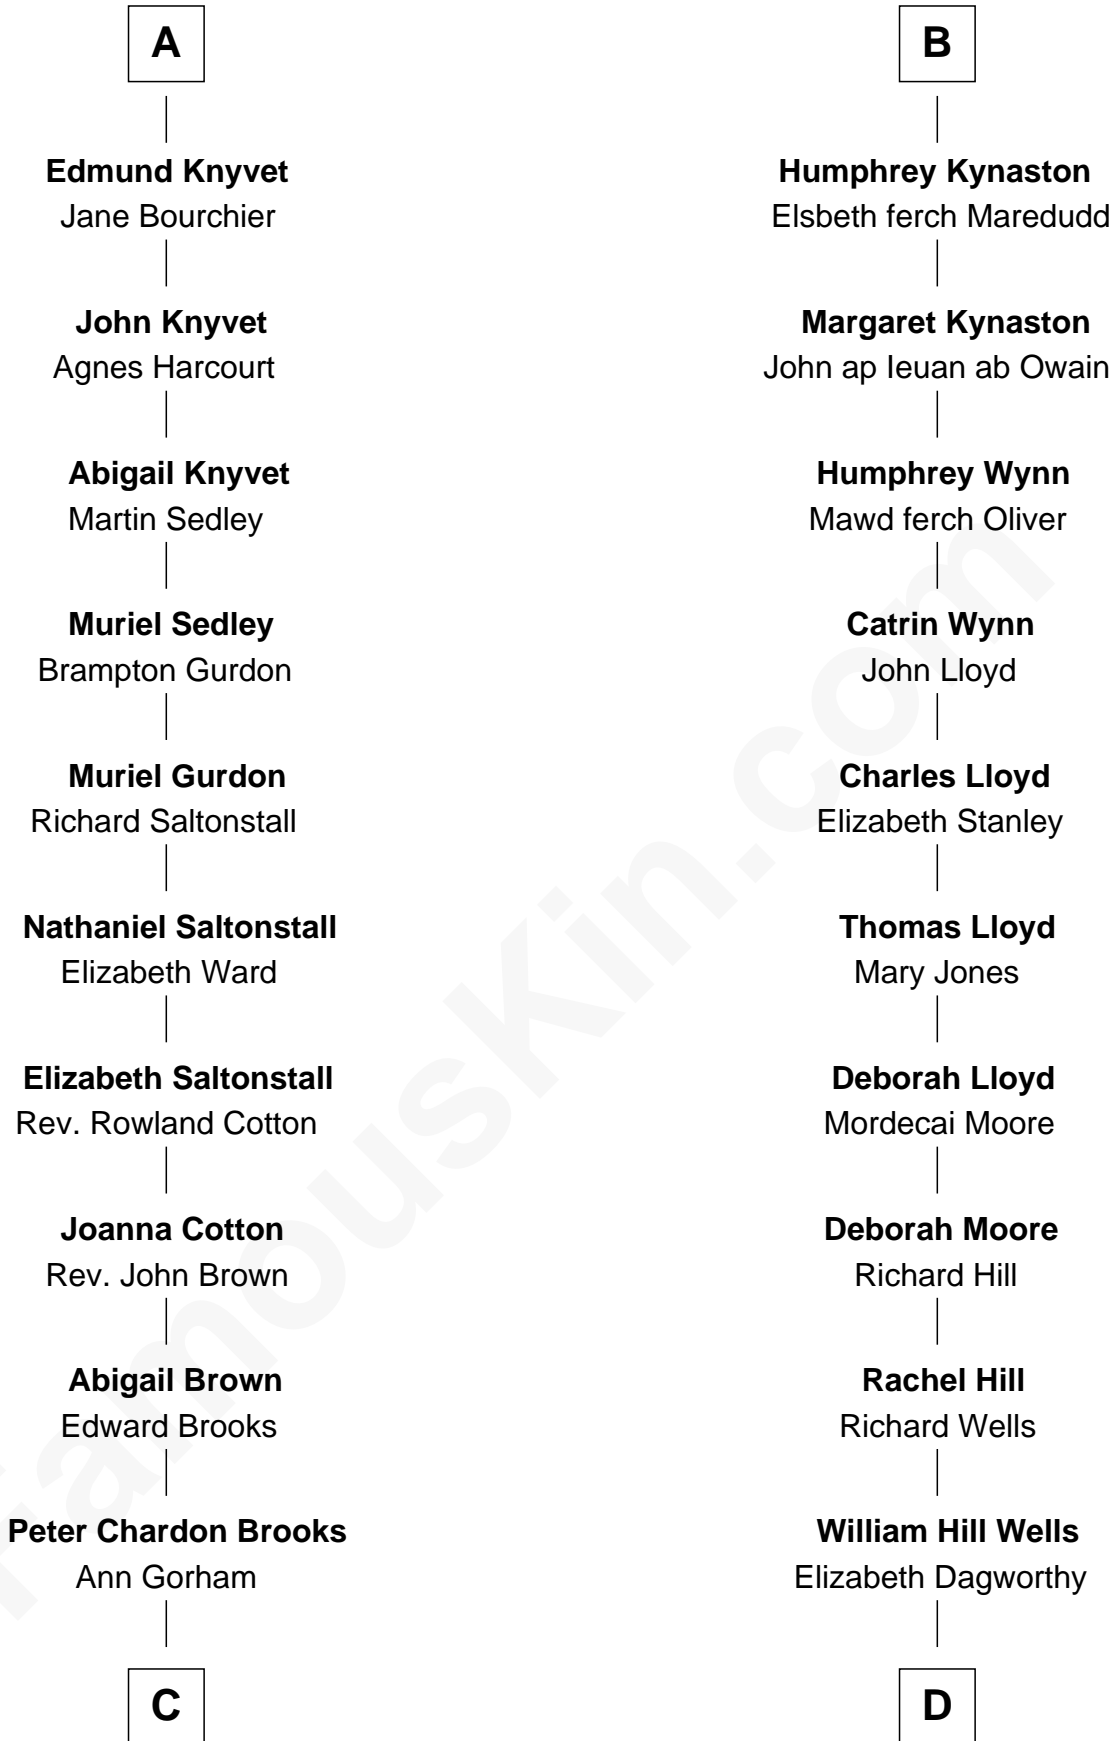 A
Edmund Knyvet
Jane Bourchier
John Knyvet
Agnes Harcourt
Abigail Knyvet
Martin Sedley
Muriel Sedley
Brampton Gurdon
Muriel Gurdon
Richard Saltonstall
Nathaniel Saltonstall
Elizabeth Ward
Elizabeth Saltonstall
Rev. Rowland Cotton
Joanna Cotton
Rev. John Brown
Abigail Brown
Edward Brooks
Peter Chardon Brooks
Ann Gorham
C
B
Humphrey Kynaston
Elsbeth ferch Maredudd
Margaret Kynaston
John ap Ieuan ab Owain
Humphrey Wynn
Mawd ferch Oliver
Catrin Wynn
John Lloyd
Charles Lloyd
Elizabeth Stanley
Thomas Lloyd
Mary Jones
Deborah Lloyd
Mordecai Moore
Deborah Moore
Richard Hill
Rachel Hill
Richard Wells
William Hill Wells
Elizabeth Dagworthy
D
FamousKin.com